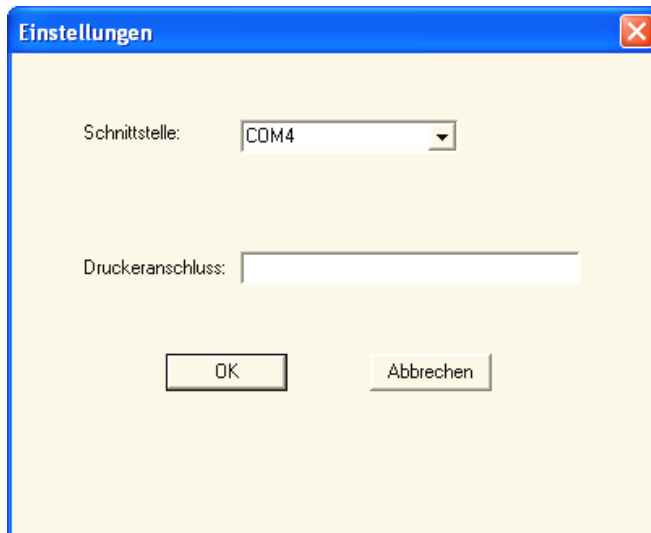 Einstellungen
Schnittstelle: COM4
Druckeranschluss:
OK Abbrechen